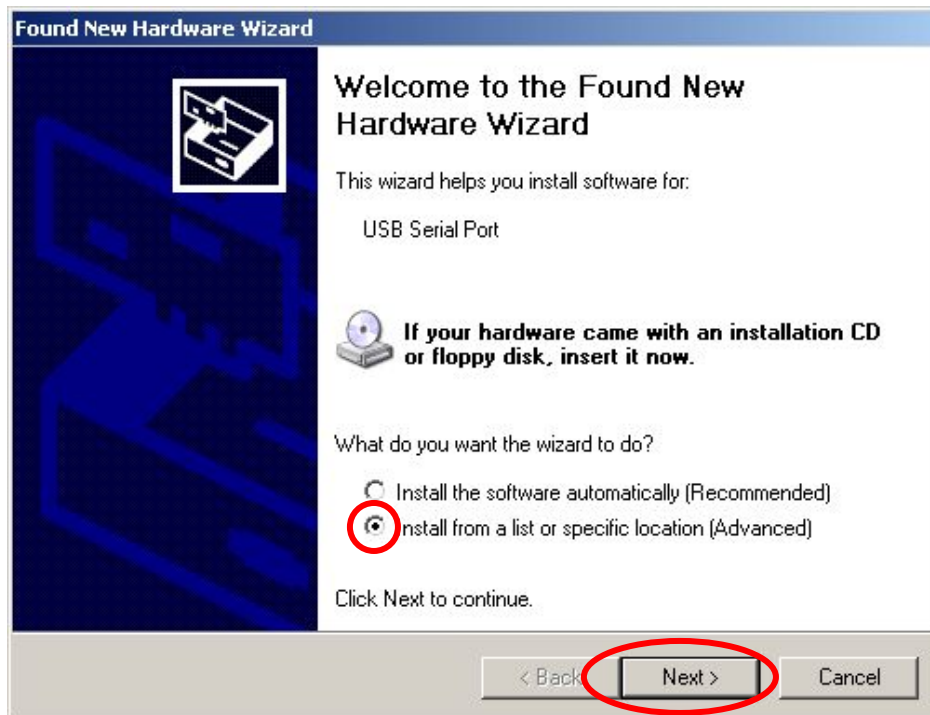 Found New Hardware Wizard
Welcome to the Found New
Hardware Wizard
This wizard helps you install software for:
USB Serial Port
If your hardware came with an installation CD
or floppy disk, insert it now.
What do you want the wizard to do?
Install the software automatically (Recommended)
Install from a list or specific location (Advanced)
Click Next to continue.
< Back
Next >
Cancel